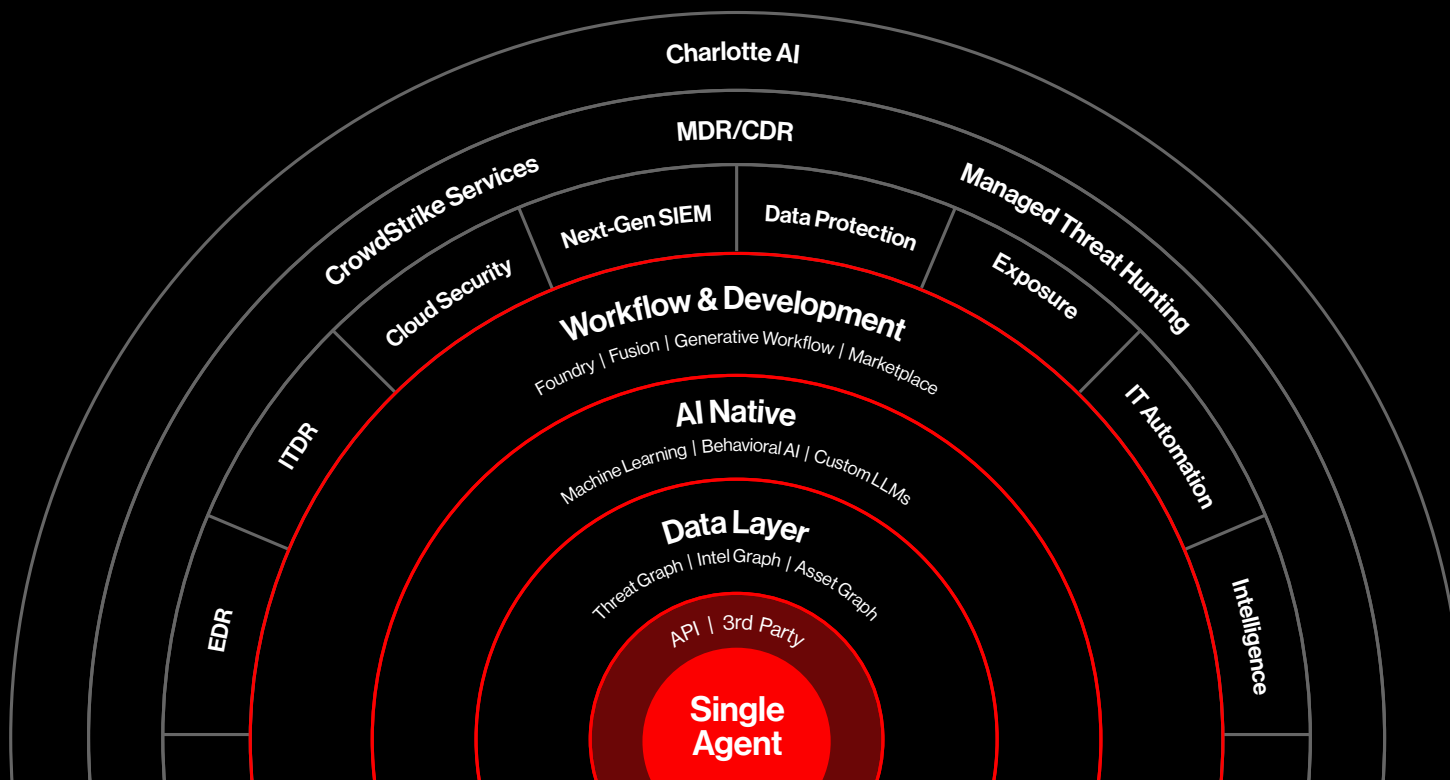 Charlotte AI
MDR/CDR
CrowdStrike Services
Managed Threat Hunting
Next-Gen SIEM
Data Protection
Cloud Security
Exposure
ITDR
IT Automation
EDR
Intelligence
Workflow & Development
Foundry | Fusion | Generative Workflow | Marketplace
AI Native
Machine Learning | Behavioral AI | Custom LLMs
Data Layer
Threat Graph | Intel Graph | Asset Graph
API | 3rd Party
Single
Agent